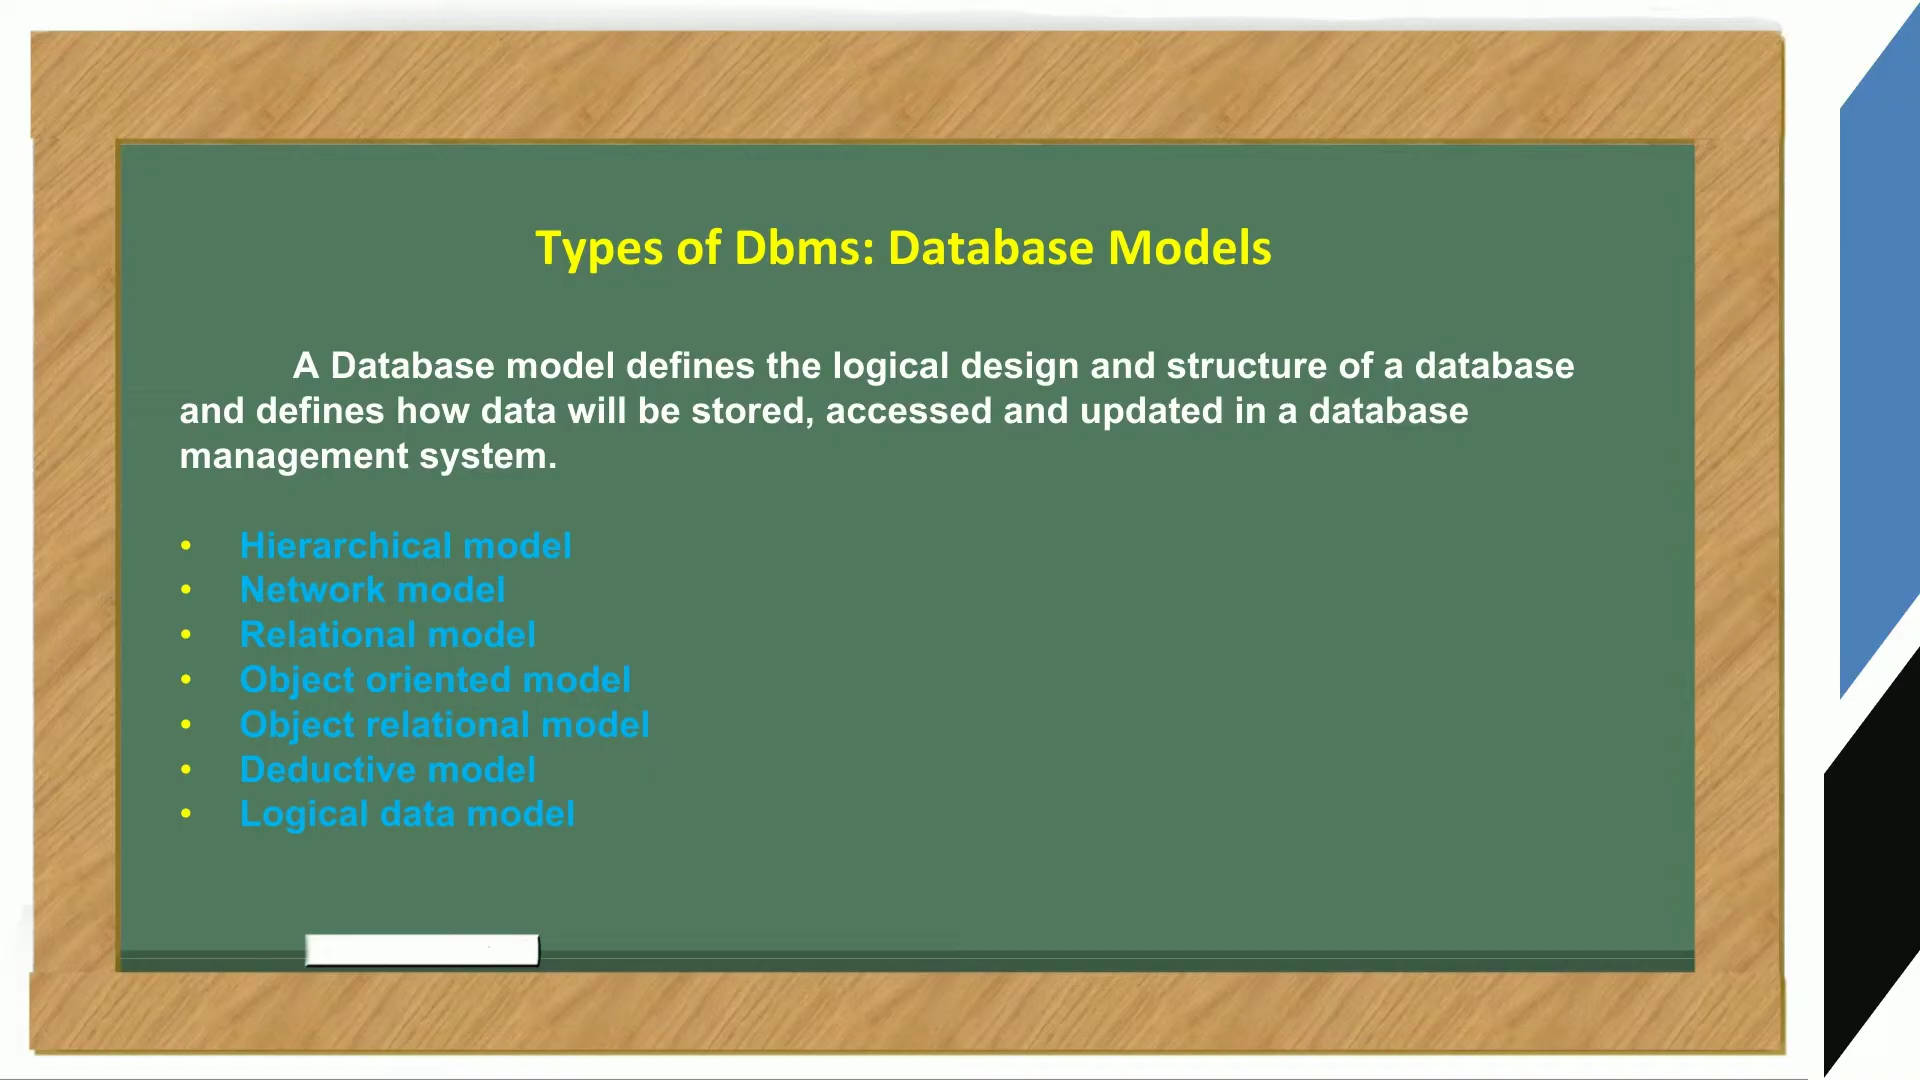 Types of Dbms: Database Models
A Database model defines the logical design and structure of a database
and defines how data will be stored, accessed and updated in a database
management system.
• Hierarchical model
• Network model
• Relational model
• Object oriented model
• Object relational model
• Deductive model
• Logical data model